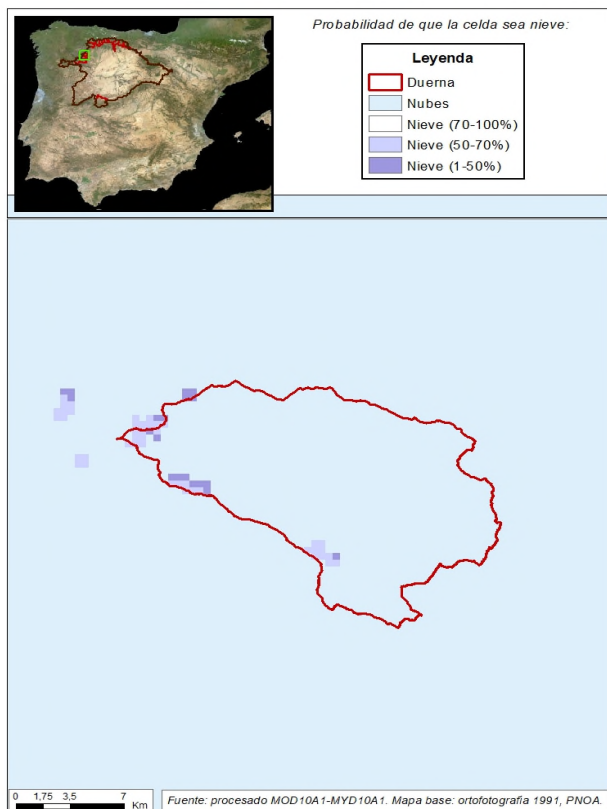 Probabilidad de que la celda sea nieve:
Leyenda
Duerna
Nubes
Nieve (70-100%)
Nieve (50-70%)
Nieve (1-50%)
0 1,75 3,5 7
Km
Fuente: procesado MOD10A1-MYD10A1. Mapa base: ortofotografia 1991, PNOA